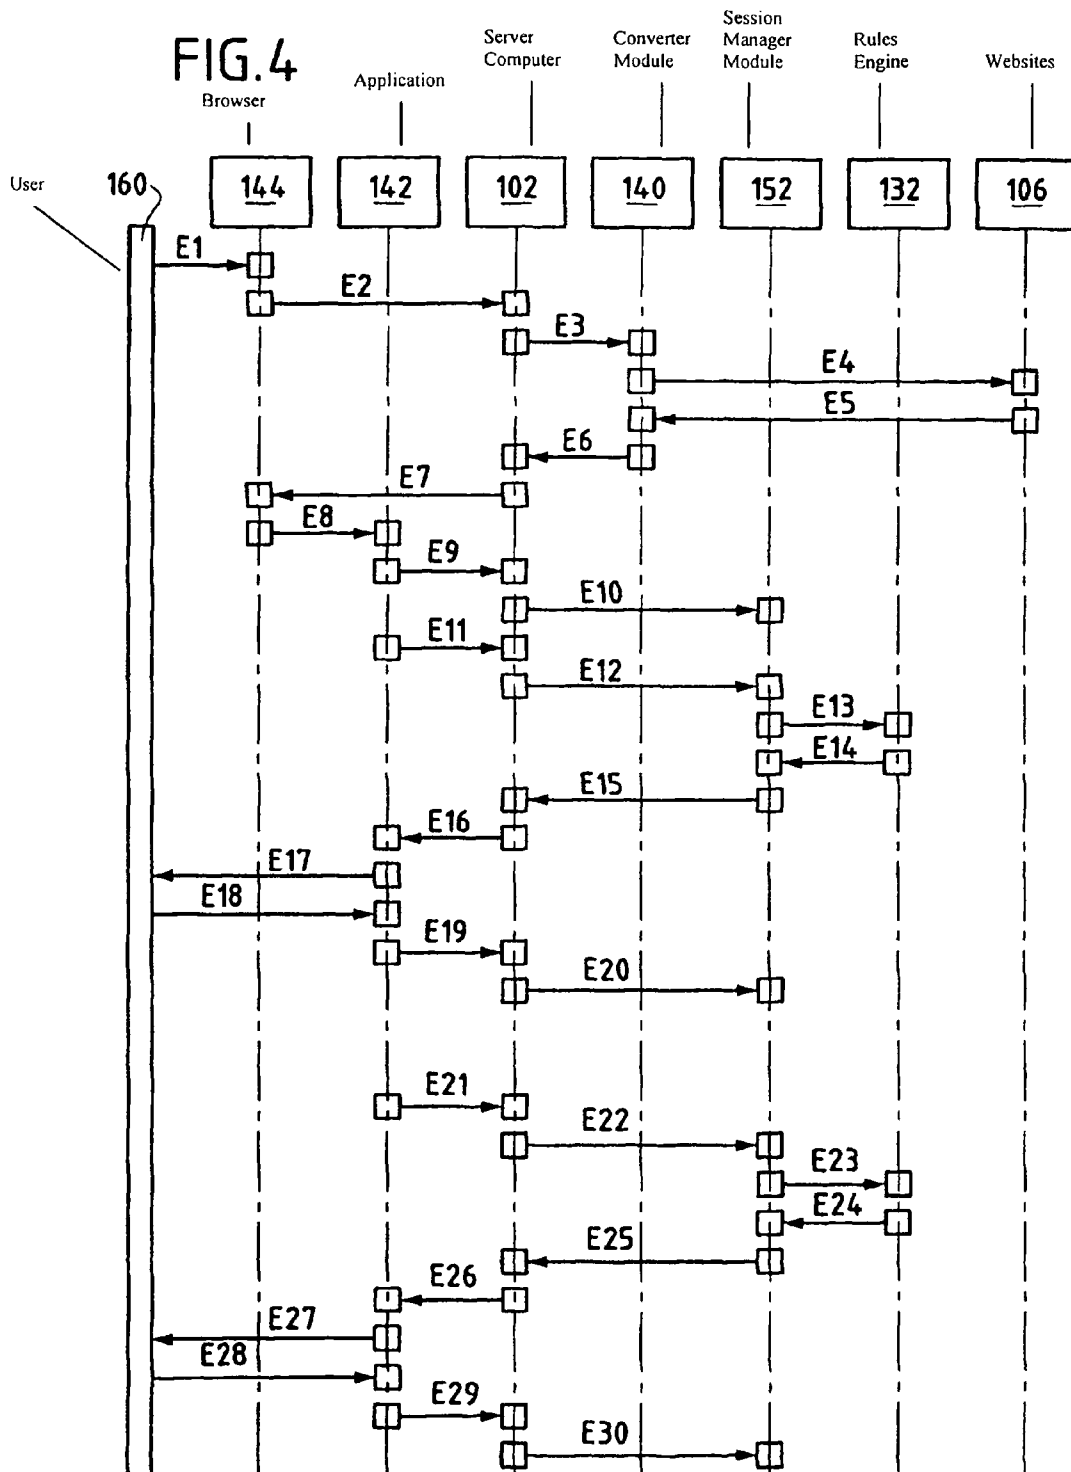 FIG.4
Browser
Application
Server
Computer
Converter
Module
Session
Manager
Module
Rules
Engine
Websites
User
160
144
142
102
140
152
132
106
E1
E2
E3
E4
E5
E6
E7
E8
E9
E10
E11
E12
E13
E14
E15
E16
E17
E18
E19
E20
E21
E22
E23
E24
E25
E26
E27
E28
E29
E30